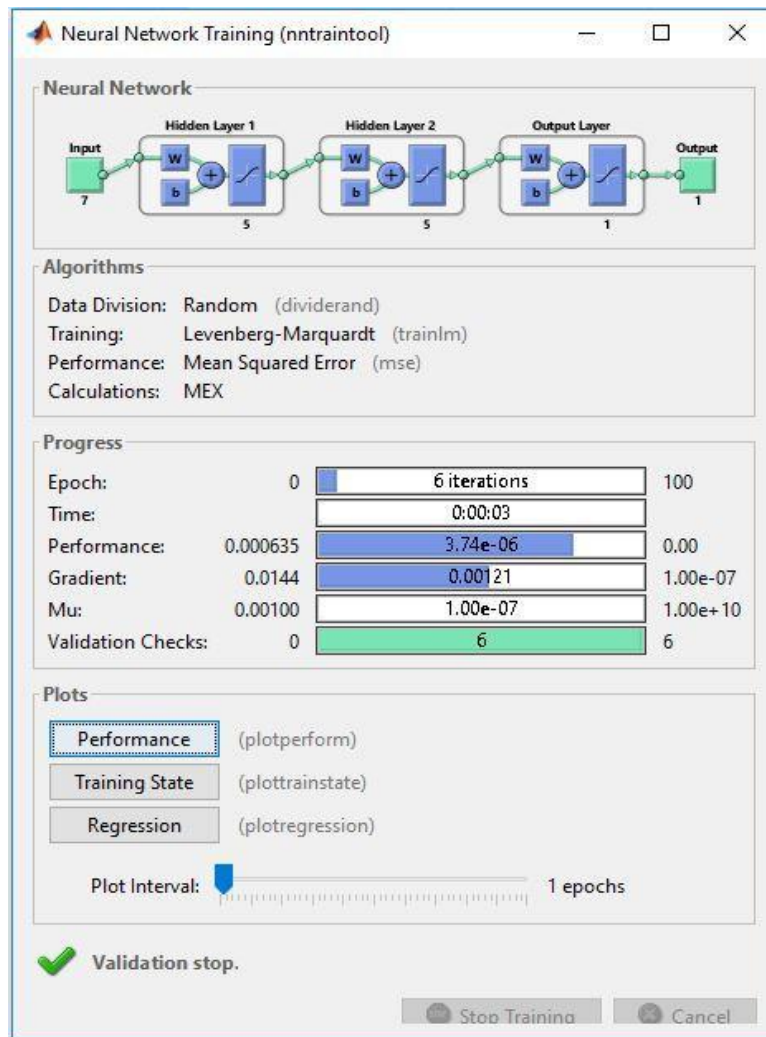 Neural Network Training (nntraintool)
Neural Network
Hidden Layer 1 Hidden Layer 2 Output Layer
Input Output
W W W
+ + +
b b b
7 5 5 1 1
Algorithms
Data Division: Random (dividerand)
Training: Levenberg-Marquardt (trainlm)
Performance: Mean Squared Error (mse)
Calculations: MEX
Progress
Epoch: 0 6 iterations 100
Time: 0:00:03
Performance: 0.000635 3.74e-06 0.00
Gradient: 0.0144 0.00121 1.00e-07
Mu: 0.00100 1.00e-07 1.00e+10
Validation Checks: 0 6 6
Plots
Performance (plotperform)
Training State (plottrainstate)
Regression (plotregression)
Plot Interval: 1 epochs
Validation stop.
Stop Training Cancel